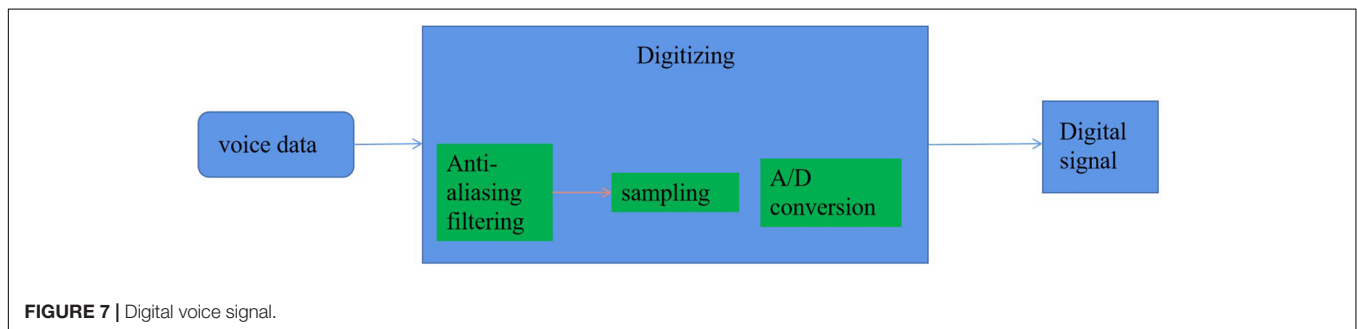 Digitizing
voice data
Anti-
aliasing
filtering
sampling
A/D
conversion
Digital
signal
FIGURE 7 | Digital voice signal.